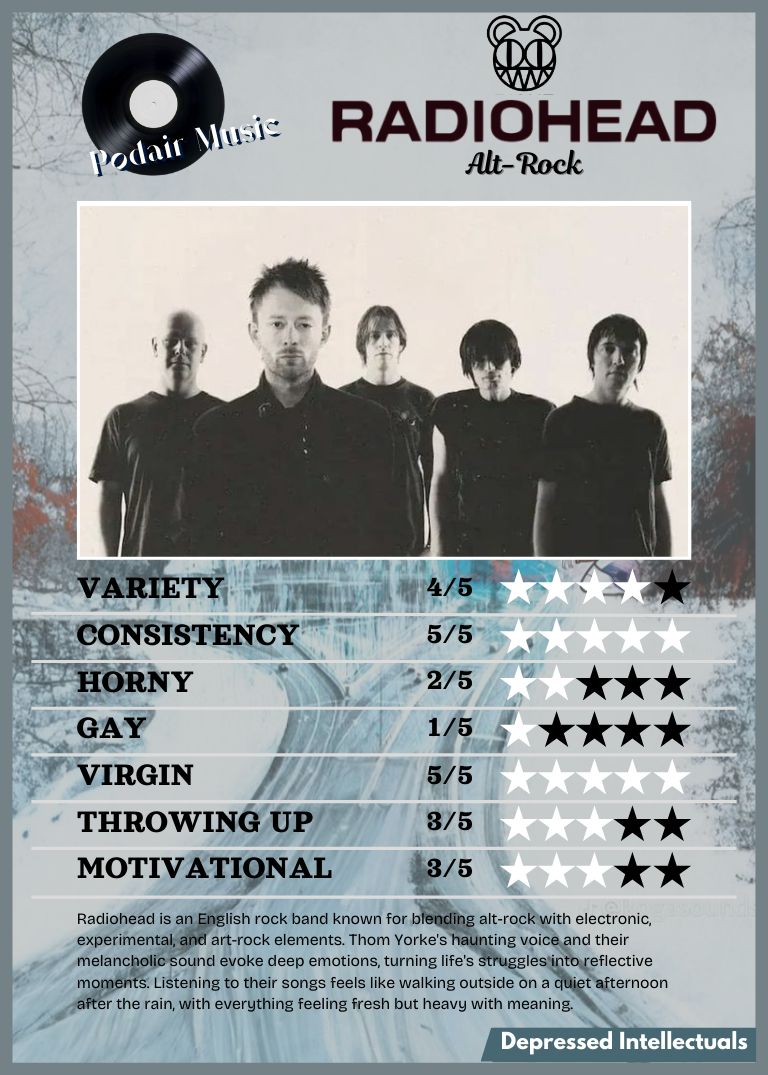 Podair Music
RADIOHEAD
Alt-Rock
VARIETY 4/5
CONSISTENCY 5/5
HORNY 2/5
GAY 1/5
VIRGIN 5/5
THROWING UP 3/5
MOTIVATIONAL 3/5
Radiohead is an English rock band known for blending alt-rock with electronic,
experimental, and art-rock elements. Thom Yorke's haunting voice and their
melancholic sound evoke deep emotions, turning life's struggles into reflective
moments. Listening to their songs feels like walking outside on a quiet afternoon
after the rain, with everything feeling fresh but heavy with meaning.
Depressed Intellectuals